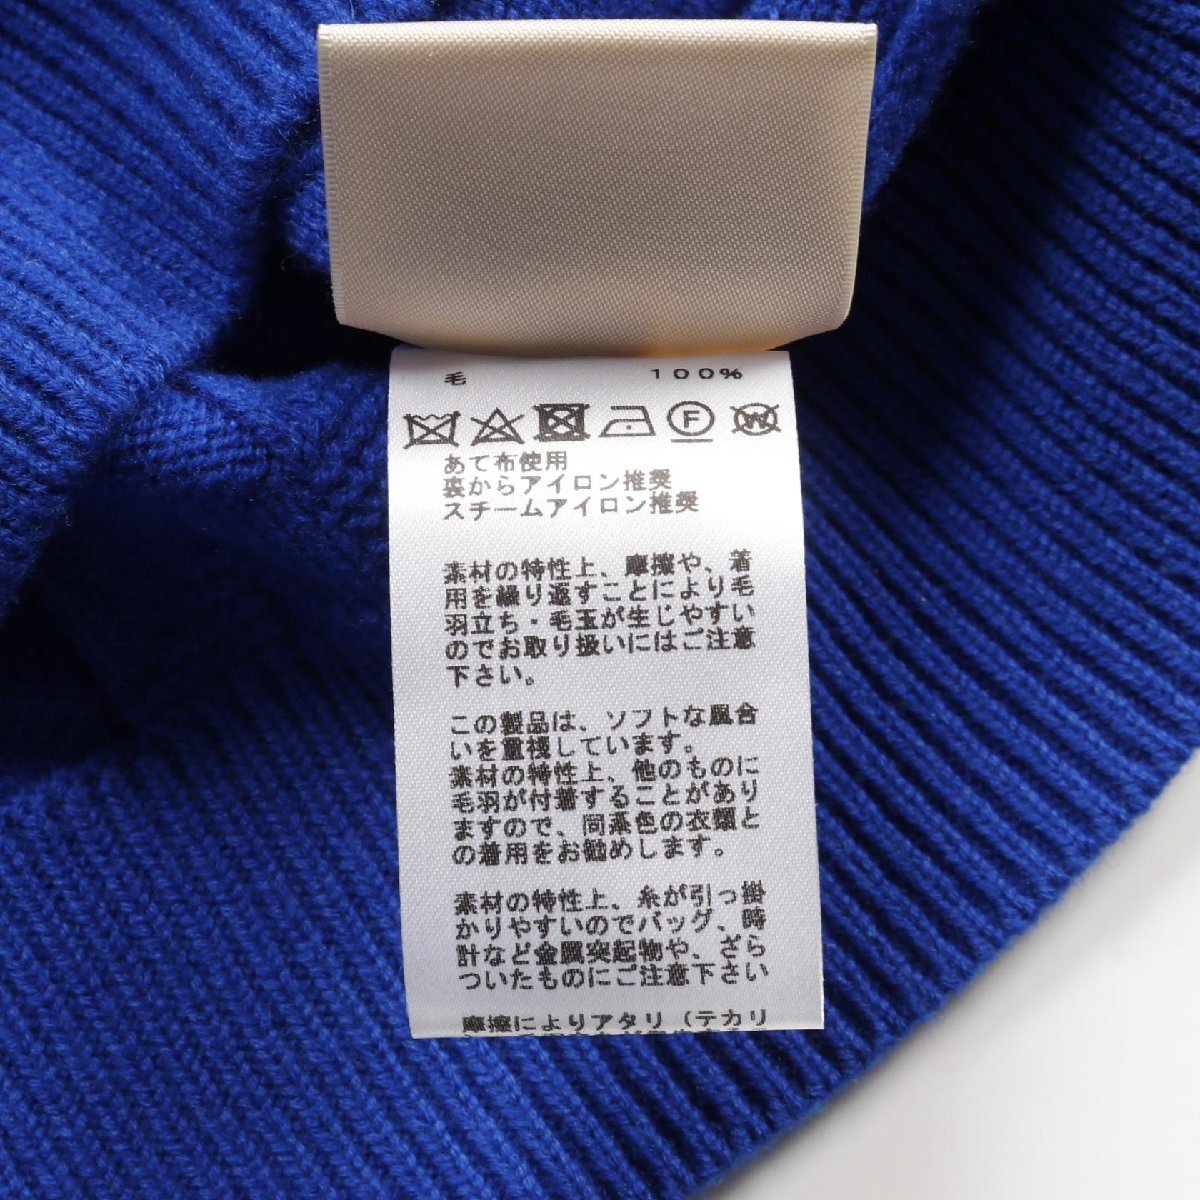 毛 100%
F W
あて布使用
裏からアイロン推奨
スチームアイロン推奨
素材の特性上、摩擦や、着
用を繰り返すことにより毛
羽立ち・毛玉が生じやすい
のでお取り扱いにはご注意
下さい。
この製品は、ソフトな風合
いを重視しています。
素材の特性上、他のものに
毛羽が付着することがあり
ますので、同系色の衣類と
の着用をお勧めします。
素材の特性上、糸が引っ掛
かりやすいのでバッグ、時
計など金属突起物や、ざら
ついたものにご注意下さい
摩擦によりアタリ（テカリ